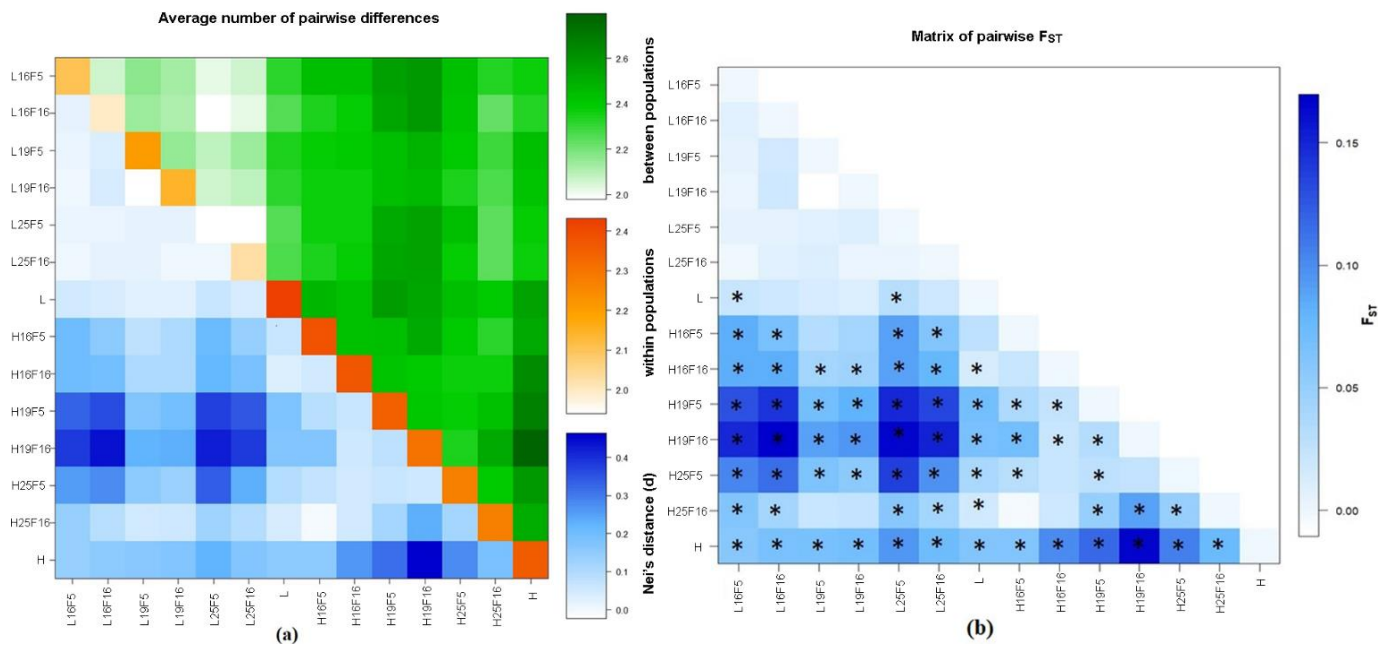 Average number of pairwise differences
L16F5
L16F16
L19F5
L19F16
L25F5
L25F16
L
H16F5
H16F16
H19F5
H19F16
H25F5
H25F16
H
L16F5
L16F16
L19F5
L19F16
L25F5
L25F16
L
H16F5
H16F16
H19F5
H19F16
H25F5
H25F16
H
(a)
2.6
2.4
2.2
2.0
between populations
2.4
2.3
2.2
2.1
2.0
within populations
0.4
0.3
0.2
0.1
0.0
Nei's distance (d)
Matrix of pairwise FST
L16F5
L16F16
L19F5
L19F16
L25F5
L25F16
L
H16F5
H16F16
H19F5
H19F16
H25F5
H25F16
H
* *
* * * *
* * * * * * *
* * * * * * * * *
* * * * * * * * * *
* * * * * * * * *
* * * * * * * *
* * * * * * * * * * * * *
L16F5
L16F16
L19F5
L19F16
L25F5
L25F16
L
H16F5
H16F16
H19F5
H19F16
H25F5
H25F16
H
(b)
0.15
0.10
0.05
0.00
FST